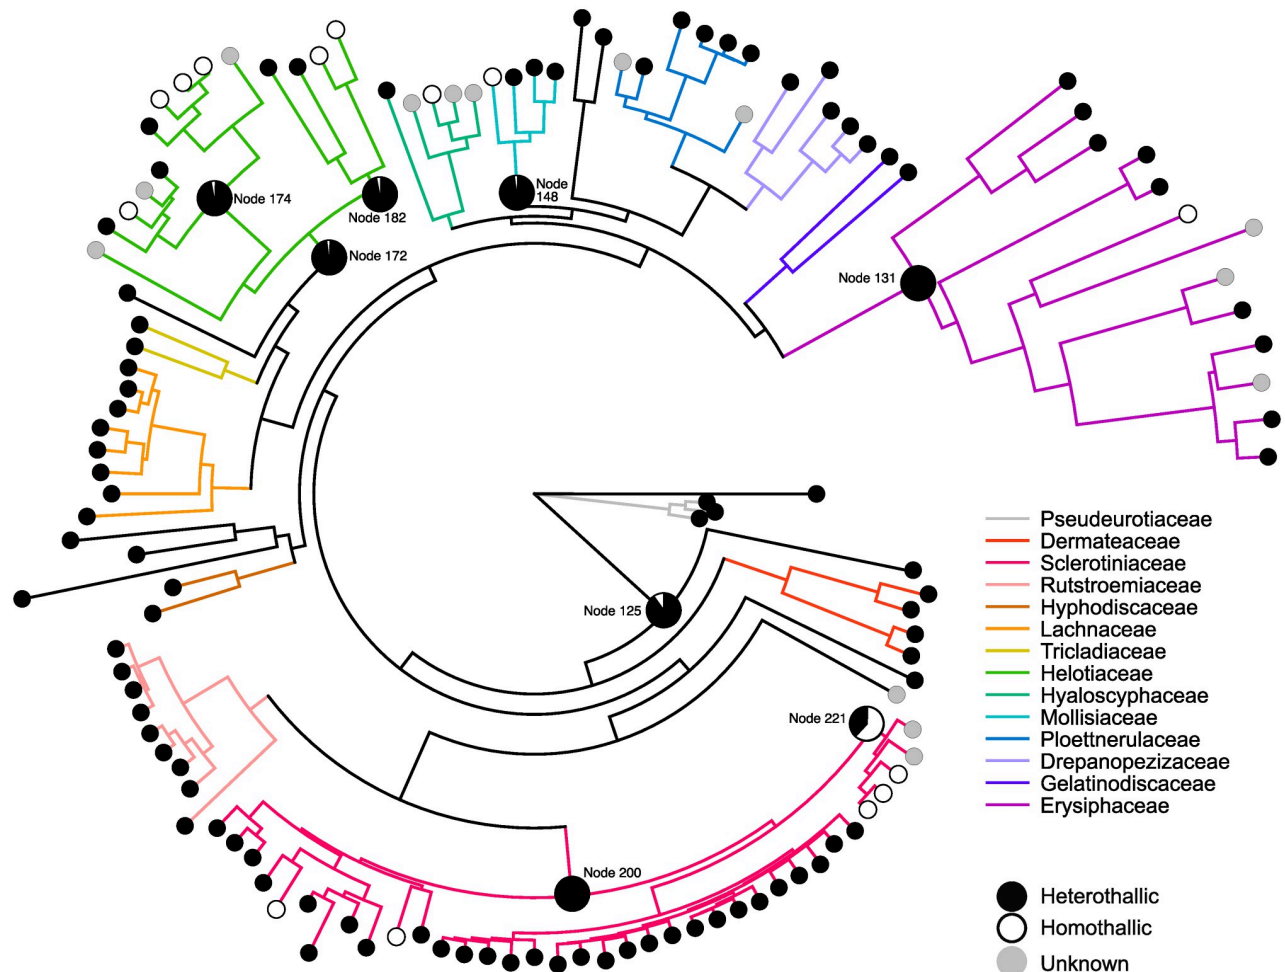 Node 174
Node 182
Node
148
Node 172
Node 131
Node 125
Node 221
Node 200
Pseudeurotiaceae
Dermateaceae
Sclerotiniaceae
Rutstroemiaceae
Hyphodiscaceae
Lachnaceae
Tricladiaceae
Helotiaceae
Hyaloscyphaceae
Mollisiaceae
Ploettnerulaceae
Drepanopezizaceae
Gelatinodiscaceae
Erysiphaceae
Heterothallic
Homothallic
Unknown